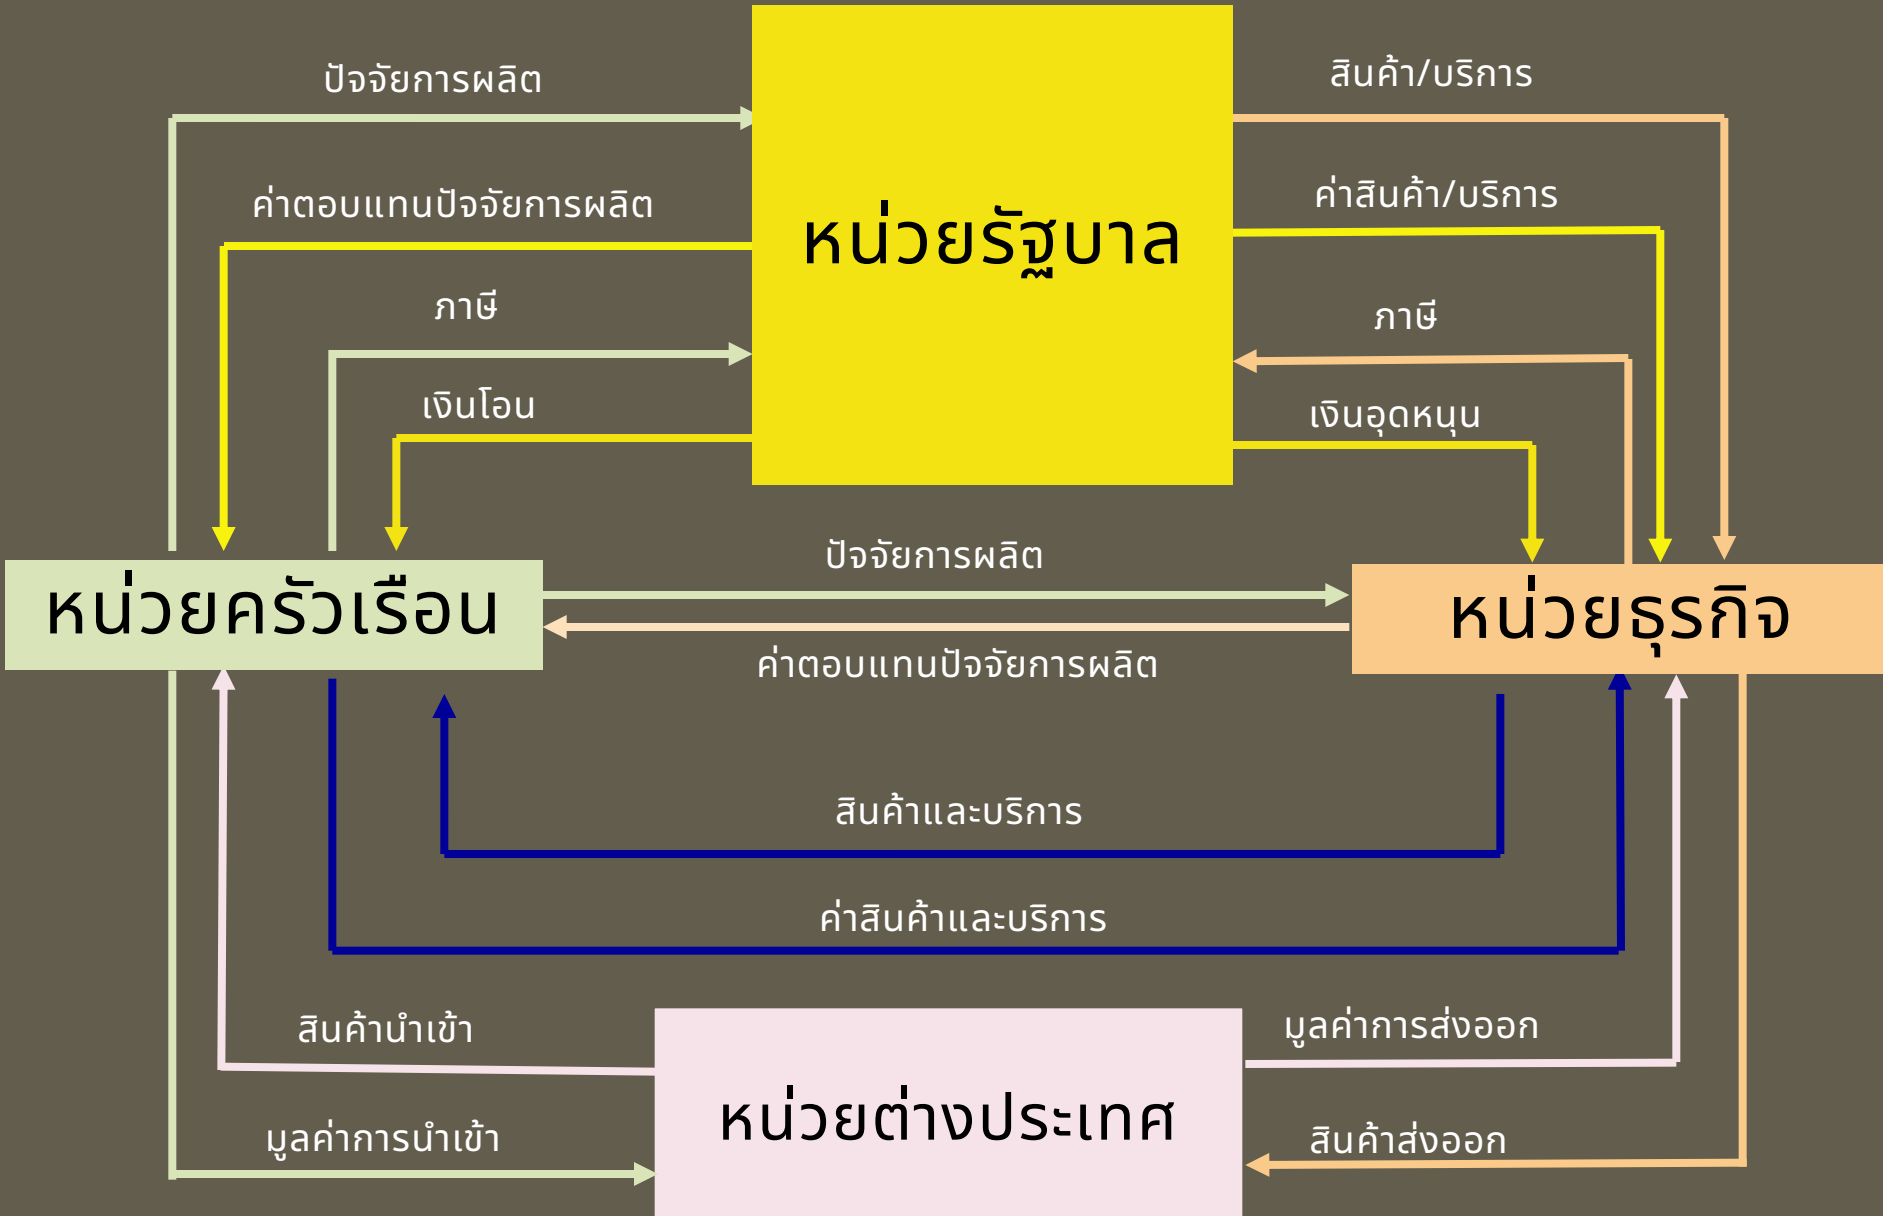 ปัจจัยการผลิต
สินค้า/บริการ
ค่าตอบแทนปัจจัยการผลิต
ค่าสินค้า/บริการ
หน่วยรัฐบาล
ภาษี
ภาษี
เงินโอน
เงินอุดหนุน
ปัจจัยการผลิต
หน่วยครัวเรือน
หน่วยธุรกิจ
ค่าตอบแทนปัจจัยการผลิต
สินค้าและบริการ
ค่าสินค้าและบริการ
สินค้านำเข้า
มูลค่าการส่งออก
หน่วยต่างประเทศ
มูลค่าการนำเข้า
สินค้าส่งออก